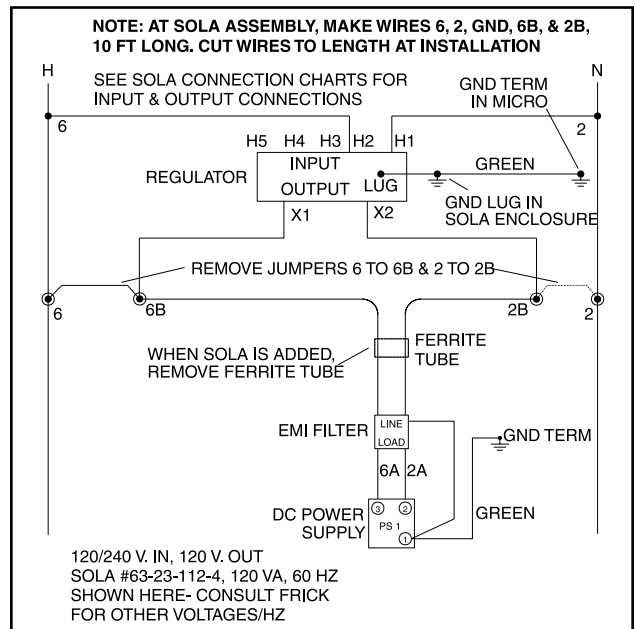 NOTE: AT SOLA ASSEMBLY, MAKE WIRES 6, 2, GND, 6B, & 2B,
10 FT LONG. CUT WIRES TO LENGTH AT INSTALLATION
H
N
SEE SOLA CONNECTION CHARTS FOR
INPUT & OUTPUT CONNECTIONS
GND TERM
IN MICRO
6
2
H5 H4 H3 H2 H1
REGULATOR
INPUT
OUTPUT
LUG
GREEN
GND LUG IN
SOLA ENCLOSURE
X1
X2
REMOVE JUMPERS 6 TO 6B & 2 TO 2B
6
6B
2B
2
WHEN SOLA IS ADDED,
REMOVE FERRITE TUBE
FERRITE
TUBE
EMI FILTER
LINE
LOAD
GND TERM
6A
2A
DC POWER
SUPPLY
3
2
PS 1
1
GREEN
120/240 V. IN, 120 V. OUT
SOLA #63-23-112-4, 120 VA, 60 HZ
SHOWN HERE- CONSULT FRICK
FOR OTHER VOLTAGES/HZ